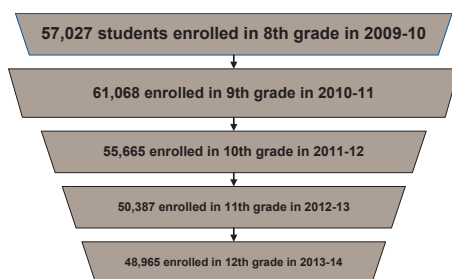 57,027 students enrolled in 8th grade in 2009-10
61,068 enrolled in 9th grade in 2010-11
55,665 enrolled in 10th grade in 2011-12
50,387 enrolled in 11th grade in 2012-13
48,965 enrolled in 12th grade in 2013-14